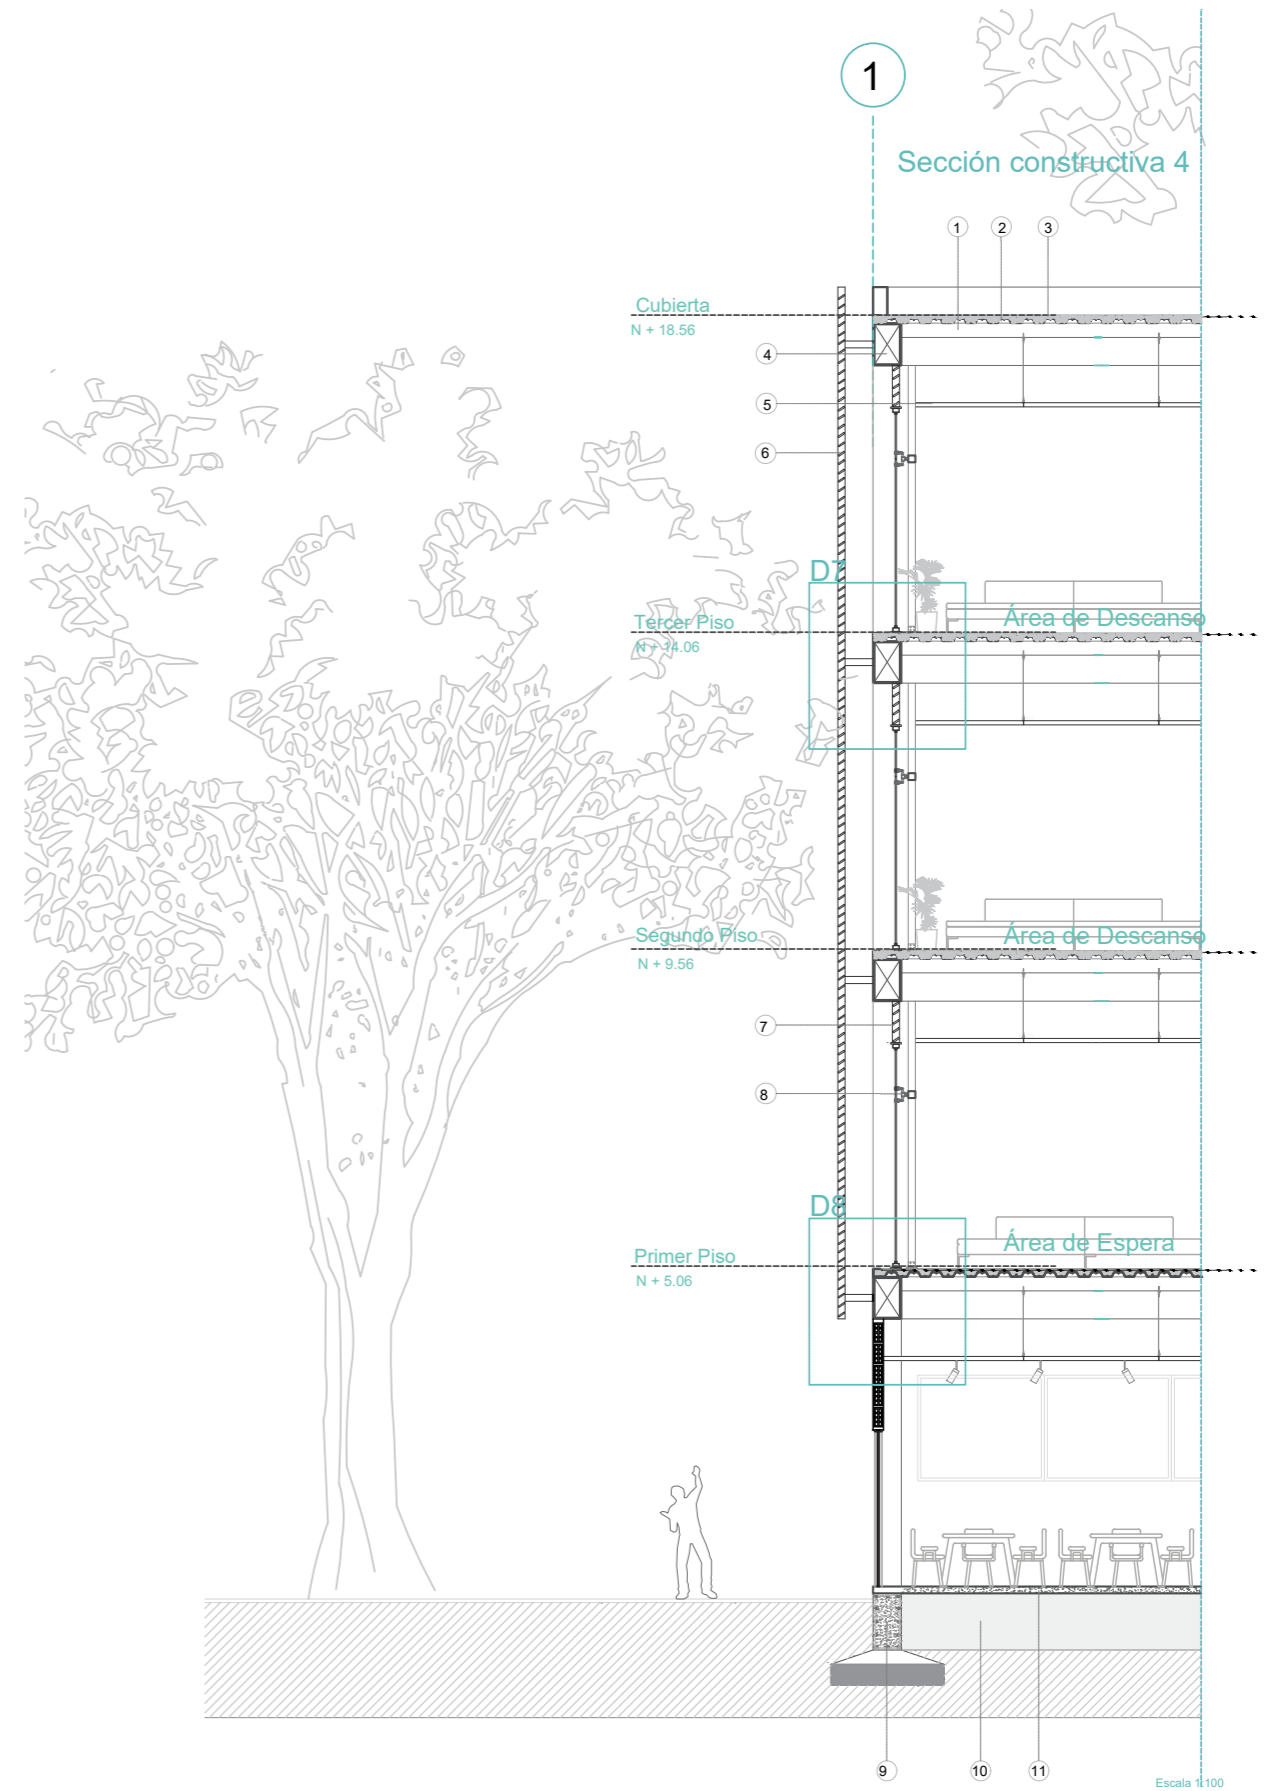 1
Sección constructiva 4
1 2 3
Cubierta
N + 18.56
4
5
6
D7
Tercer Piso
N + 14.06
Área de Descanso
Segundo Piso
N + 9.56
Área de Descanso
7
8
D8
Primer Piso
N + 5.06
Área de Espera
9 10 11
Escala 1:100